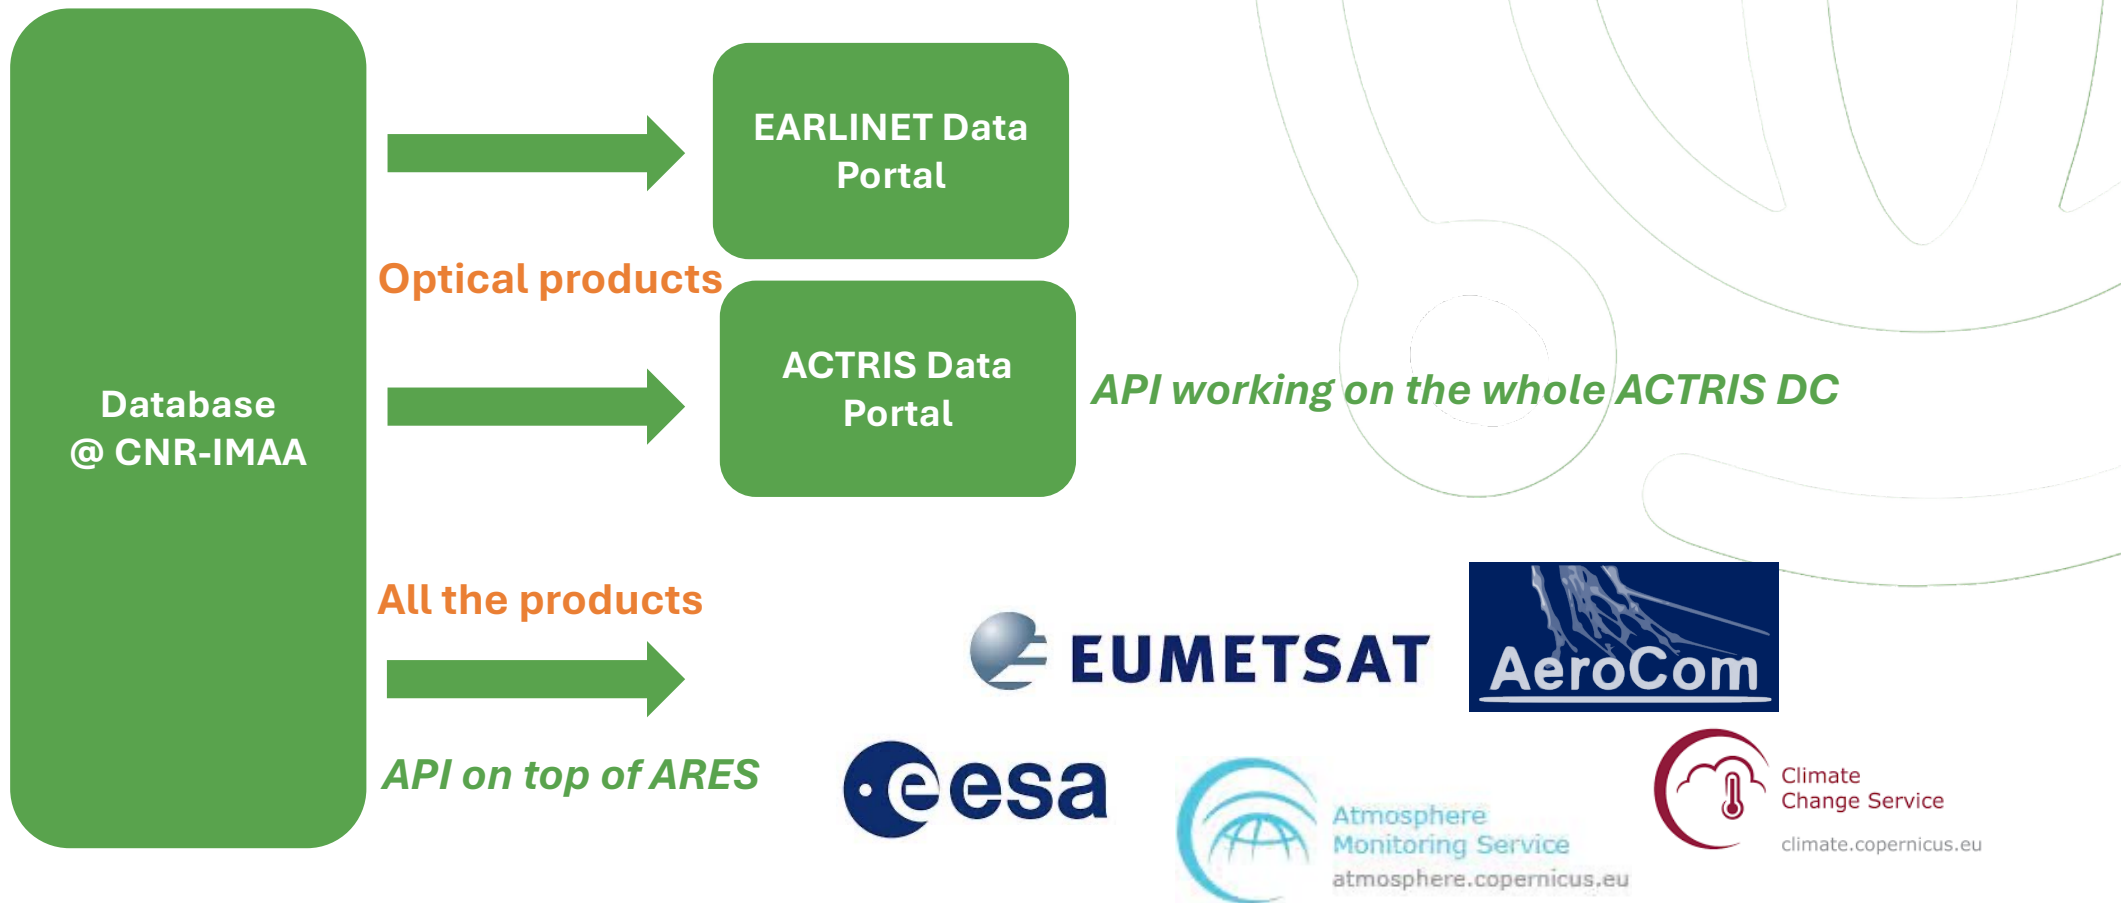 Database
@ CNR-IMAA
EARLINET Data
Portal
Optical products
ACTRIS Data
Portal
API working on the whole ACTRIS DC
All the products
API on top of ARES
EUMETSAT
AeroCom
esa
Atmosphere
Monitoring Service
atmosphere.copernicus.eu
Climate
Change Service
climate.copernicus.eu